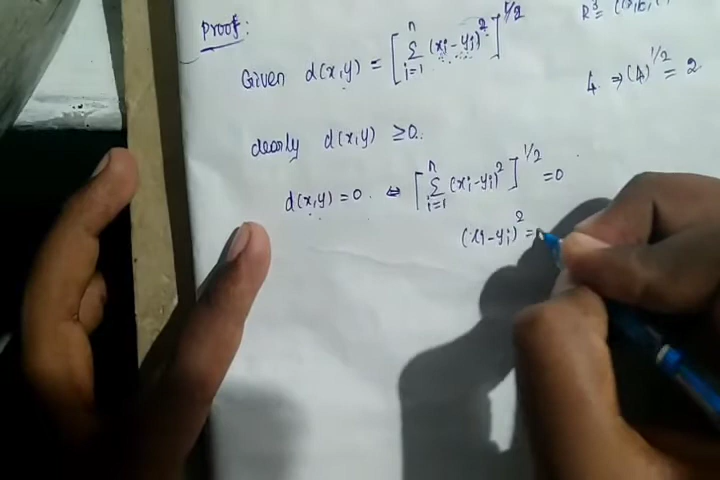 Proof:
Given d(x,y) = [ Σ_{i=1}^{n} (xi - yi)^2 ]^{1/2}
4 ⇒ (4)^{1/2} = 2
clearly d(x,y) ≥ 0.
d(x,y) = 0 ⇔ [ Σ_{i=1}^{n} (xi - yi)^2 ]^{1/2} = 0
(xi - yi)^2 =